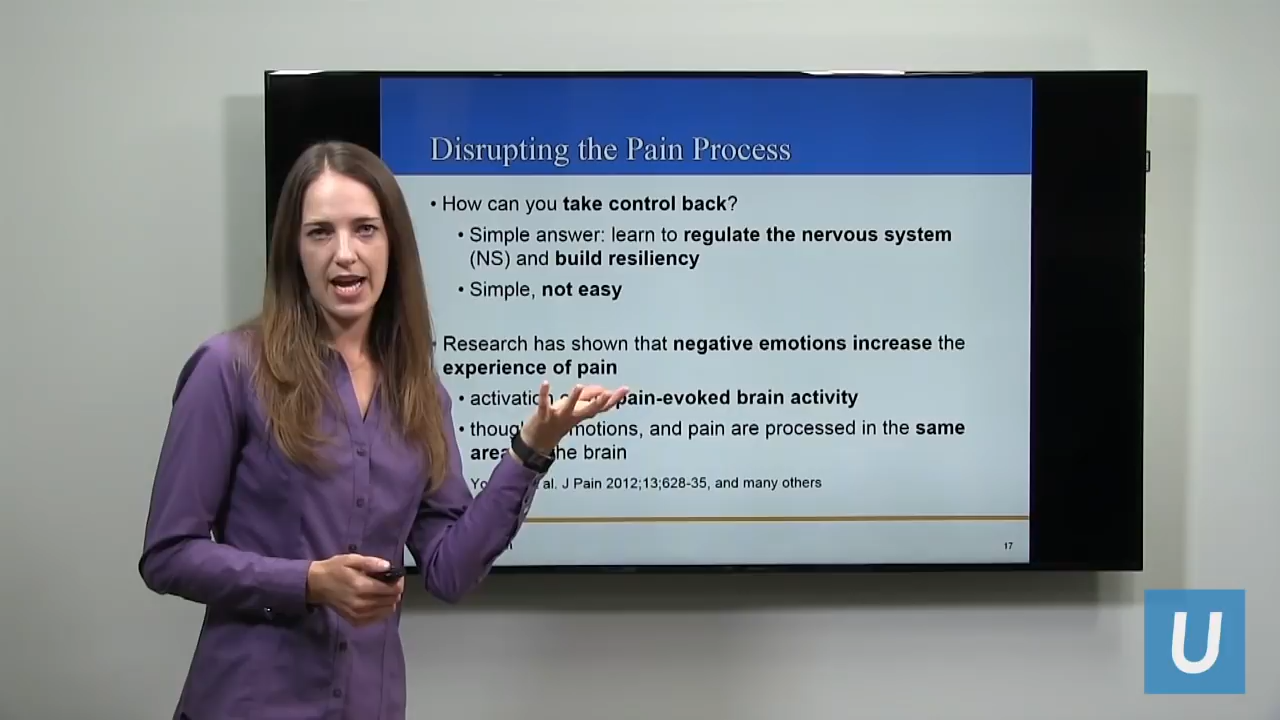 Disrupting the Pain Process
• How can you take control back?
• Simple answer: learn to regulate the nervous system
(NS) and build resiliency
• Simple, not easy
Research has shown that negative emotions increase the
experience of pain
• pain-evoked brain activity
• emotions, and pain are processed in the same
the brain
al. J Pain 2012;13;628-35, and many others
17
U